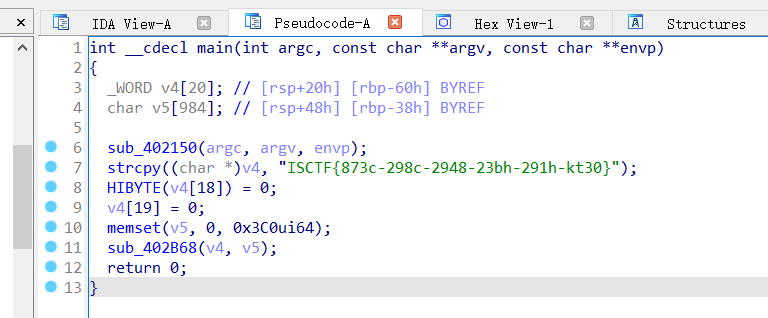 IDA View-A Pseudocode-A Hex View-1 Structures
1 int __cdecl main(int argc, const char **argv, const char **envp)
2 {
3   _WORD v4[20]; // [rsp+20h] [rbp-60h] BYREF
4   char v5[984]; // [rsp+48h] [rbp-38h] BYREF
5
6   sub_402150(argc, argv, envp);
7   strcpy((char *)v4, "ISCTF{873c-298c-2948-23bh-291h-kt30}");
8   HIBYTE(v4[18]) = 0;
9   v4[19] = 0;
10   memset(v5, 0, 0x3C0ui64);
11   sub_402B68(v4, v5);
12   return 0;
13 }